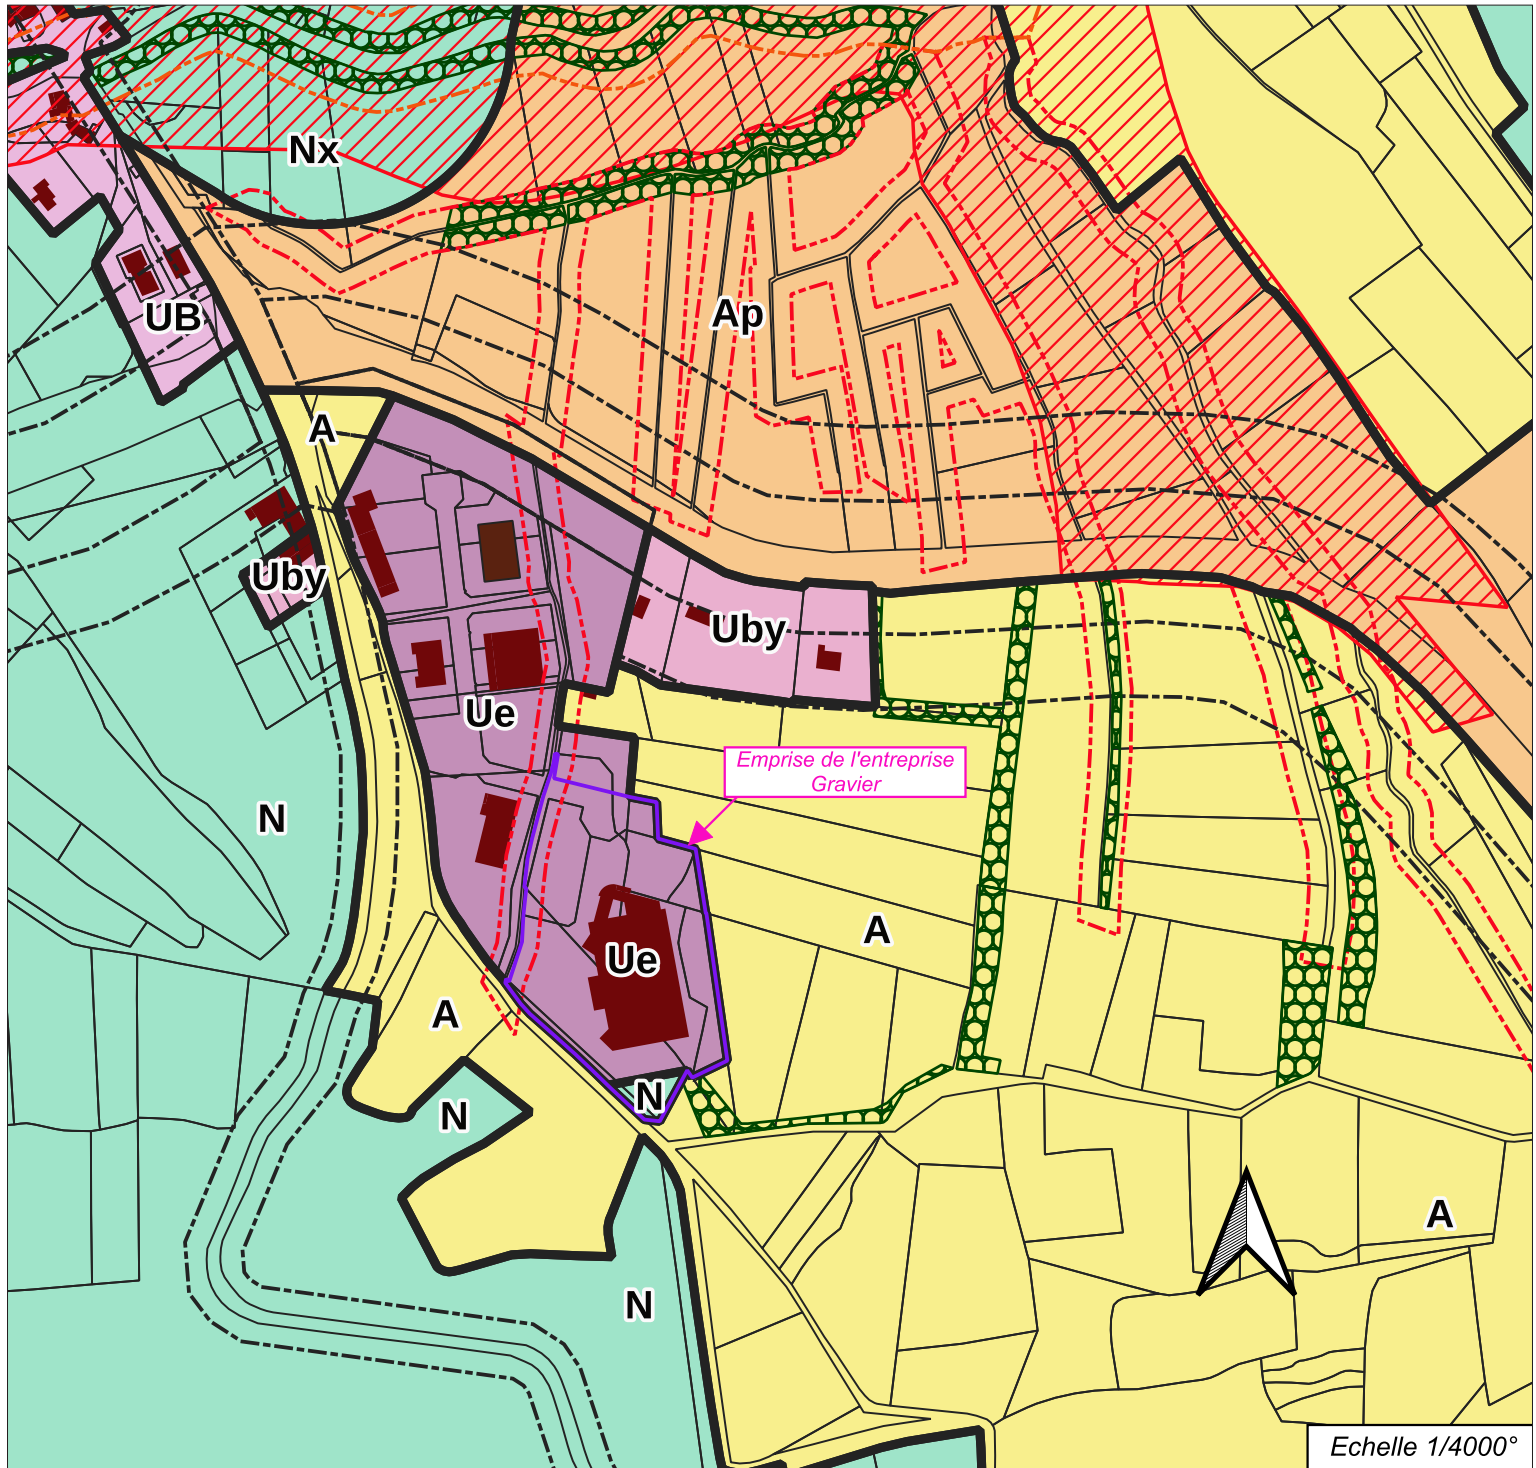 Nx
UB
Ap
A
Uby
Uby
Ue
Emprise de l'entreprise
Gravier
N
A
Ue
A
N
N
A
N
Echelle 1/4000°